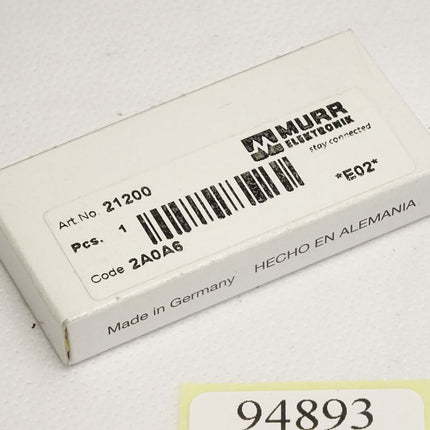 MURR
ELEKTRONIK
stay connected
Art.No. 21200
Pcs. 1
*E02*
Code 2A0A6
Made in Germany HECHO EN ALEMANIA
94893